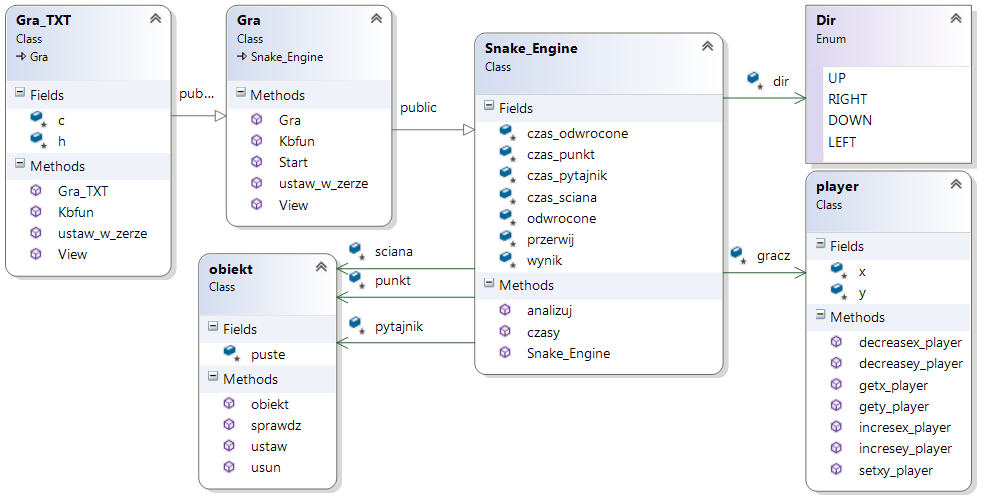 Gra_TXT
Class
Gra
Fields
c
h
Methods
Gra_TXT
Kbfun
ustaw_w_zerze
View
pub...
Gra
Class
Snake_Engine
Methods
Gra
Kbfun
Start
ustaw_w_zerze
View
public
Snake_Engine
Class
Fields
czas_odwrocone
czas_punkt
czas_pytajnik
czas_sciana
odwrocone
przerwij
wynik
Methods
analizuj
czasy
Snake_Engine
dir
Dir
Enum
UP
RIGHT
DOWN
LEFT
gracz
player
Class
Fields
x
y
Methods
decreasex_player
decreasey_player
getx_player
gety_player
incresex_player
incresey_player
setxy_player
sciana
punkt
pytajnik
obiekt
Class
Fields
puste
Methods
obiekt
sprawdz
ustaw
usun